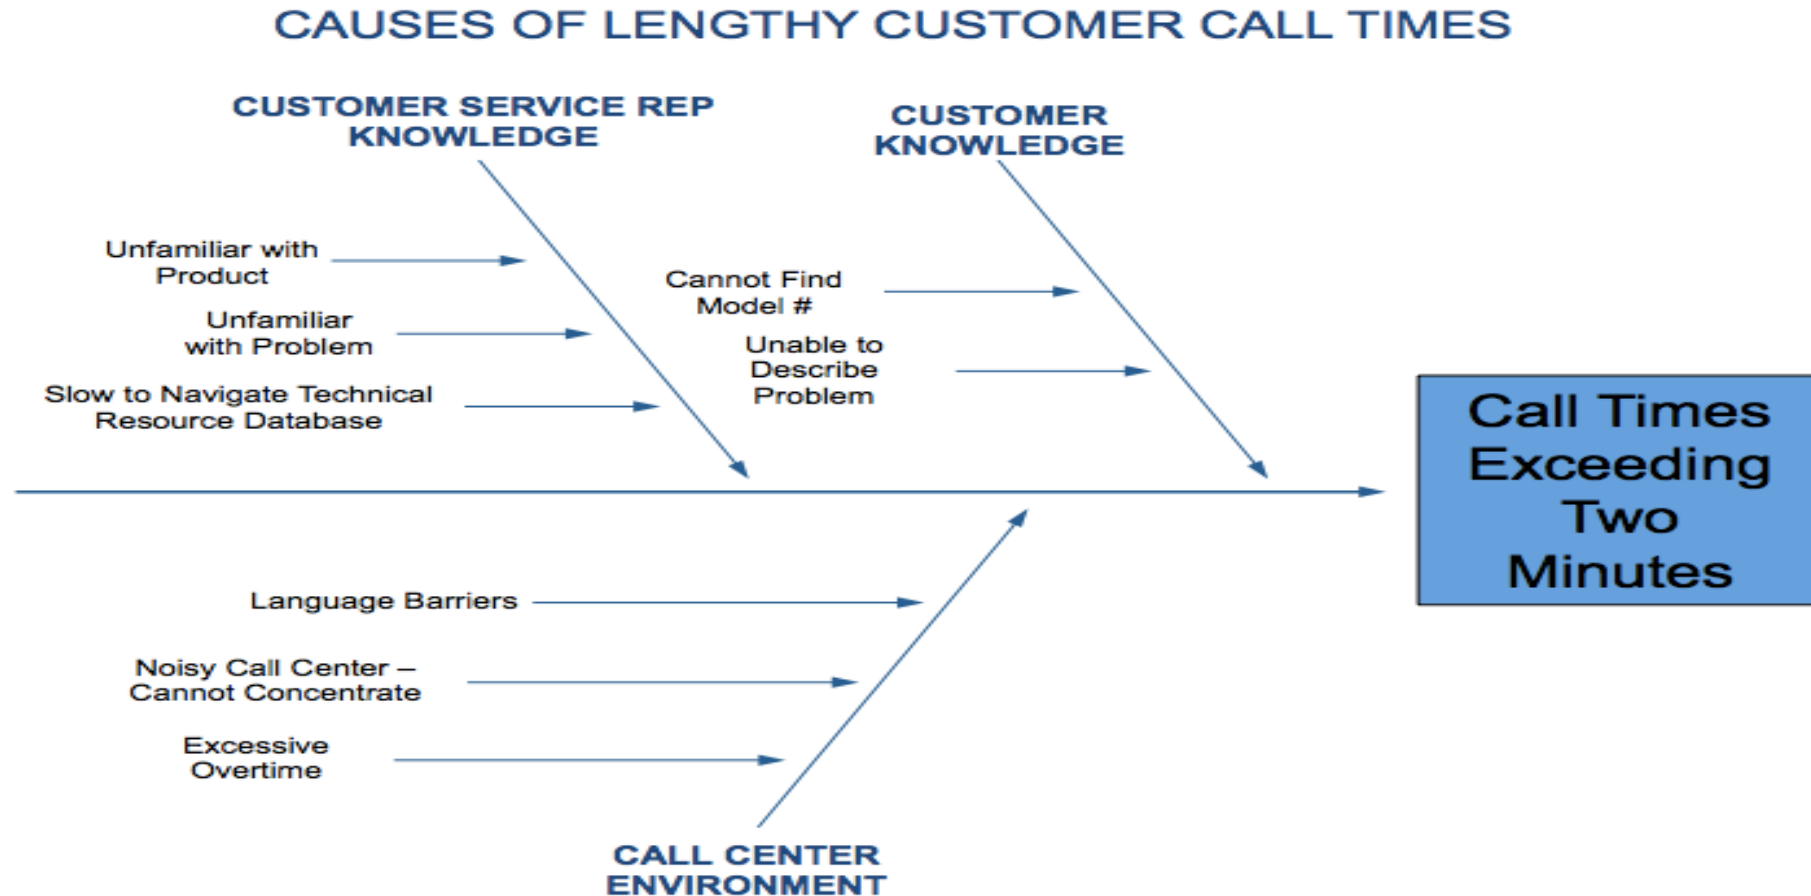 CAUSES OF LENGTHY CUSTOMER CALL TIMES
CUSTOMER SERVICE REP
KNOWLEDGE
CUSTOMER
KNOWLEDGE
Unfamiliar with
Product
Unfamiliar
with Problem
Slow to Navigate Technical
Resource Database
Cannot Find
Model #
Unable to
Describe
Problem
Call Times
Exceeding
Two
Minutes
Language Barriers
Noisy Call Center –
Cannot Concentrate
Excessive
Overtime
CALL CENTER
ENVIRONMENT